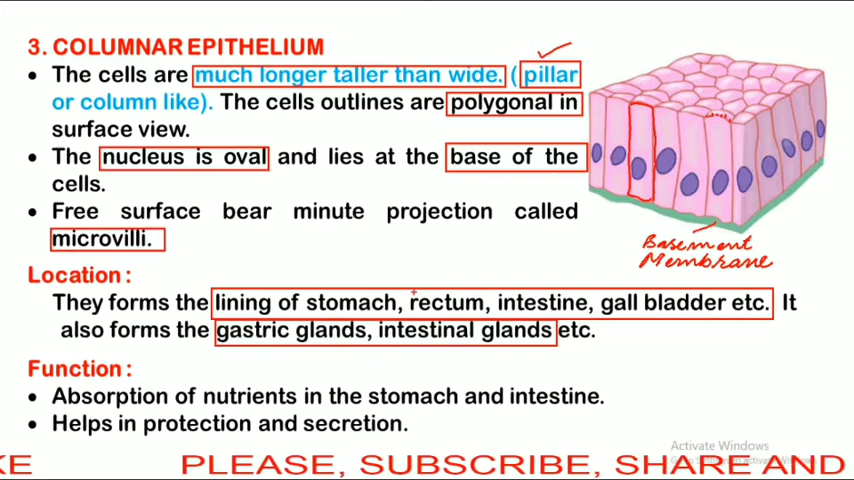 3. COLUMNAR EPITHELIUM
• The cells are much longer taller than wide. (pillar
or column like). The cells outlines are polygonal in
surface view.
• The nucleus is oval and lies at the base of the
cells.
• Free surface bear minute projection called
microvilli.
Basement
Membrane
Location :
They forms the lining of stomach, rectum, intestine, gall bladder etc. It
also forms the gastric glands, intestinal glands etc.
Function :
• Absorption of nutrients in the stomach and intestine.
• Helps in protection and secretion.
Activate Windows
KE PLEASE, SUBSCRIBE, SHARE AND